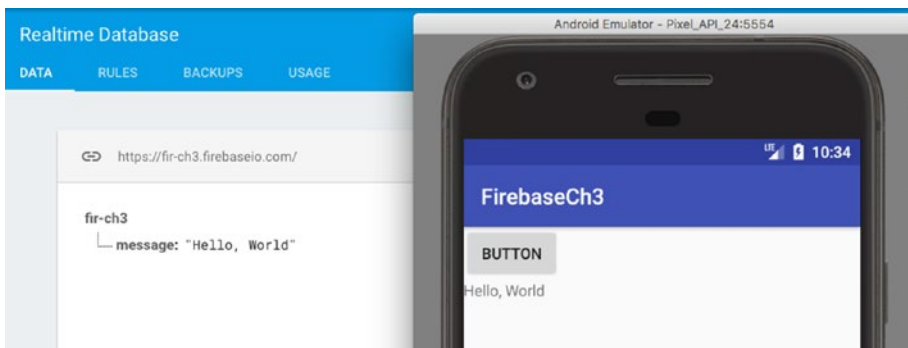 Realtime Database
DATA RULES BACKUPS USAGE
https://fir-ch3.firebaseio.com/
fir-ch3
message: "Hello, World"
Android Emulator - Pixel_API_24:5554
LTE 10:34
FirebaseCh3
BUTTON
Hello, World